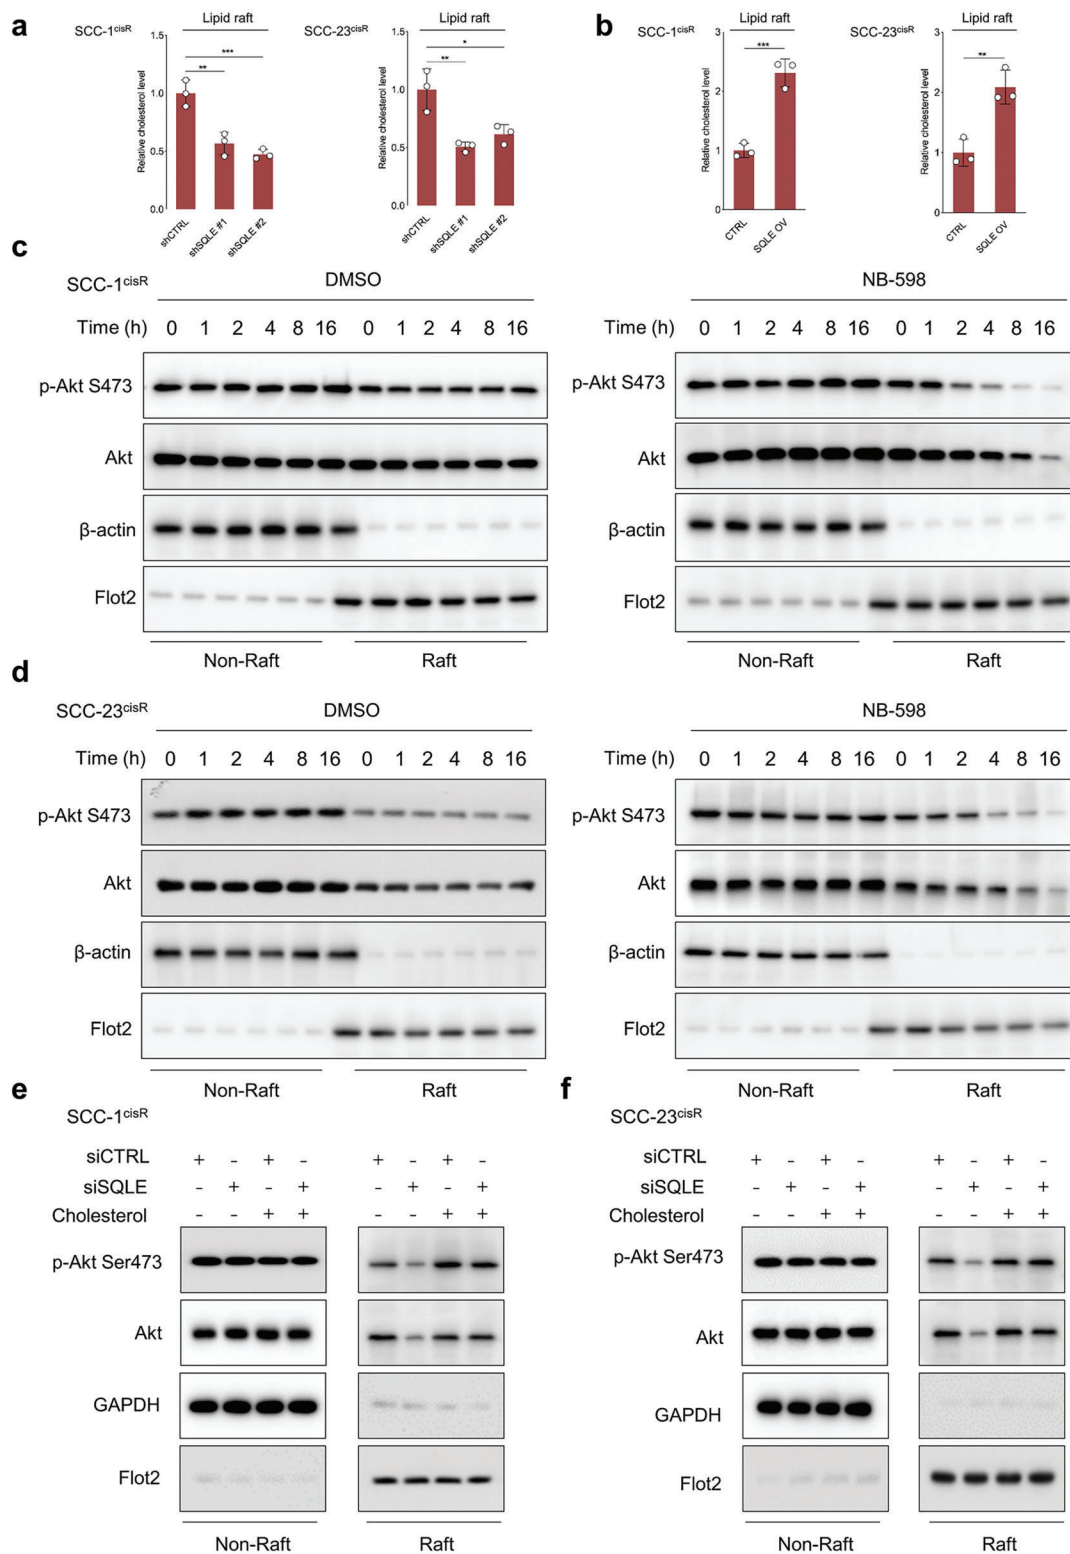 a
SCC-1cisR
Lipid raft
Relative cholesterol level
1.5
1.0
0.5
0.0
***
**
shCTRL
shSQLE #1
shSQLE #2
SCC-23cisR
Lipid raft
Relative cholesterol level
1.5
1.0
0.5
0.0
*
**
shCTRL
shSQLE #1
shSQLE #2
b
SCC-1cisR
Lipid raft
Relative cholesterol level
3
2
1
0
***
CTRL
SQLE OV
SCC-23cisR
Lipid raft
Relative cholesterol level
3
2
1
0
**
CTRL
SQLE OV
c
SCC-1cisR
DMSO
Time (h) 0 1 2 4 8 16 0 1 2 4 8 16
p-Akt S473
Akt
β-actin
Flot2
Non-Raft Raft
NB-598
Time (h) 0 1 2 4 8 16 0 1 2 4 8 16
p-Akt S473
Akt
β-actin
Flot2
Non-Raft Raft
d
SCC-23cisR
DMSO
Time (h) 0 1 2 4 8 16 0 1 2 4 8 16
p-Akt S473
Akt
β-actin
Flot2
Non-Raft Raft
NB-598
Time (h) 0 1 2 4 8 16 0 1 2 4 8 16
p-Akt S473
Akt
β-actin
Flot2
Non-Raft Raft
e
SCC-1cisR
siCTRL + - + - + - + -
siSQLE - + - + - + - +
Cholesterol - - + + - - + +
p-Akt Ser473
Akt
GAPDH
Flot2
Non-Raft Raft
f
SCC-23cisR
siCTRL + - + - + - + -
siSQLE - + - + - + - +
Cholesterol - - + + - - + +
p-Akt Ser473
Akt
GAPDH
Flot2
Non-Raft Raft